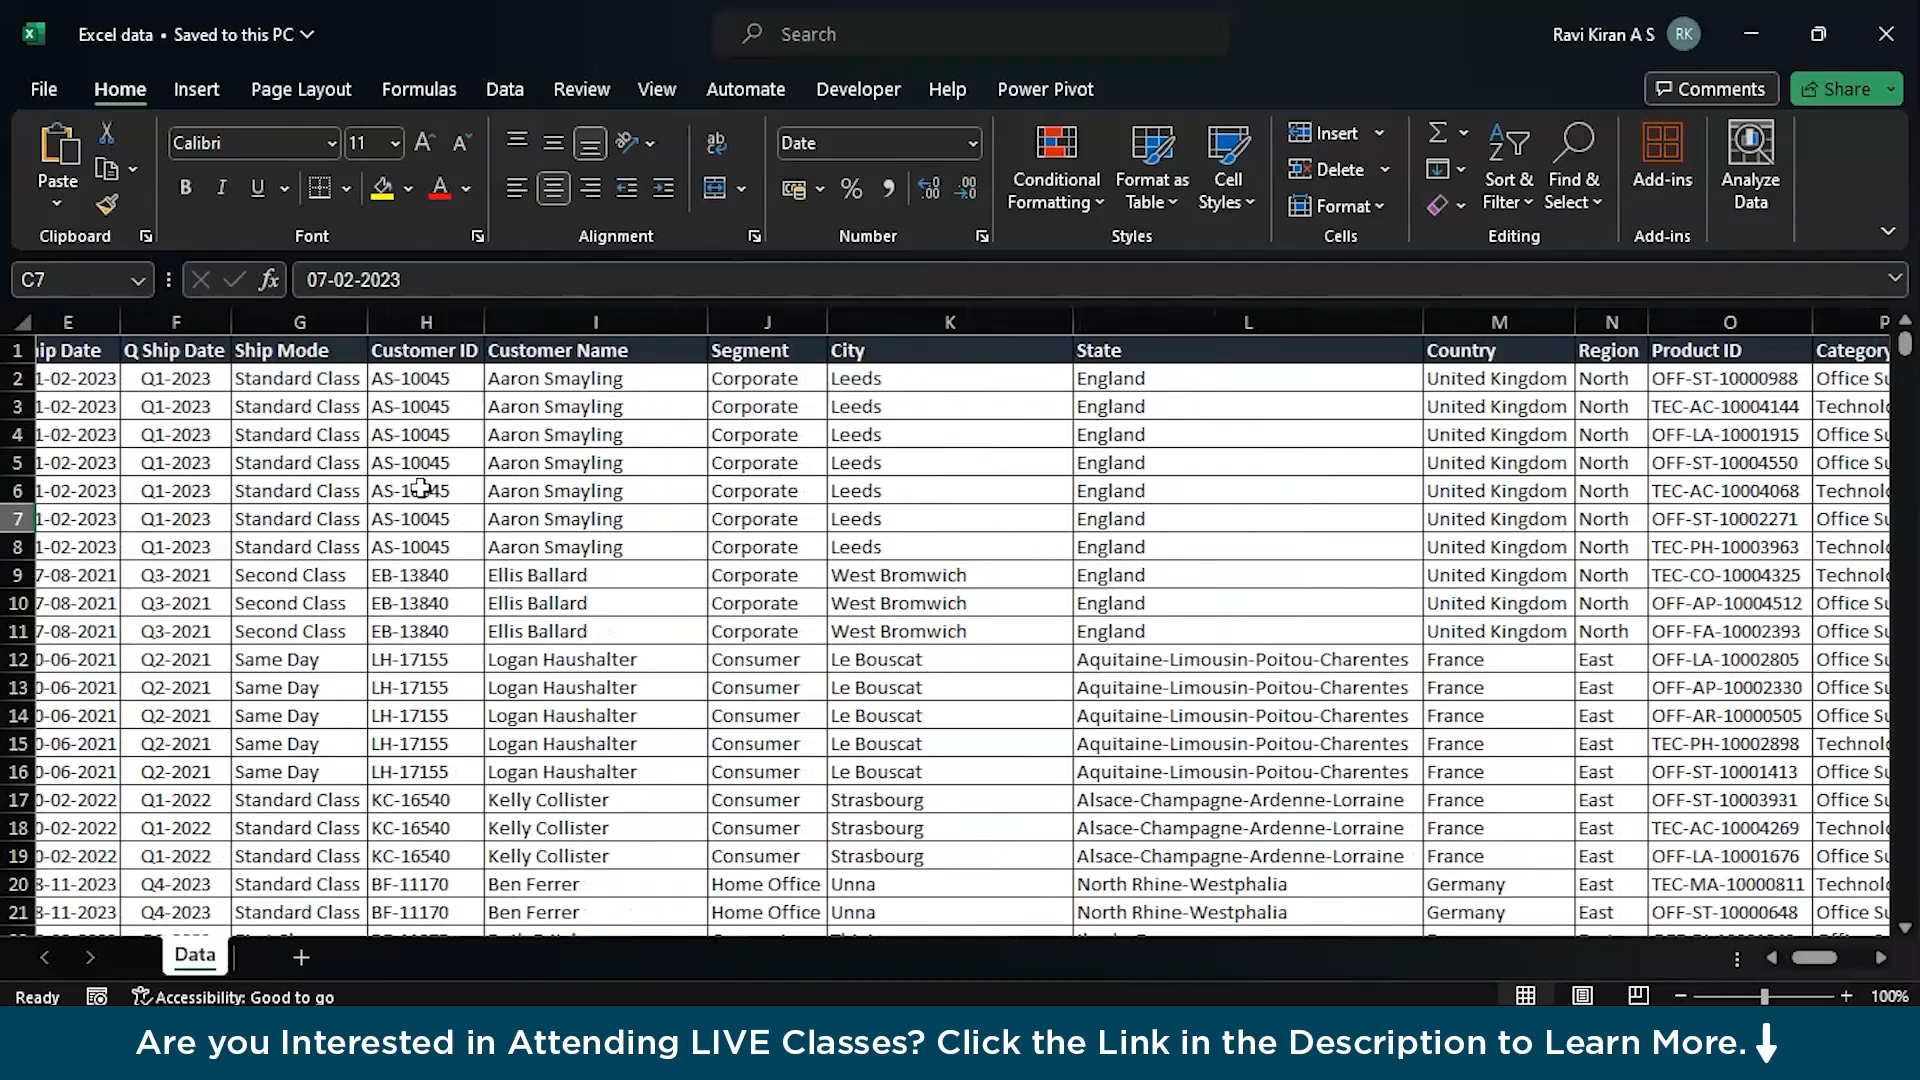 Excel data • Saved to this PC
Search
Ravi Kiran A S RK
File Home Insert Page Layout Formulas Data Review View Automate Developer Help Power Pivot
Comments Share
Paste
Clipboard
Calibri 11
B I U A
Font
ab
Alignment
Date
%
Number
Conditional Formatting
Format as Table
Cell Styles
Styles
Insert
Delete
Format
Cells
Sort & Filter
Find & Select
Editing
Add-ins
Add-ins
Analyze Data
C7 fx 07-02-2023
E F G H I J K L M N O P
1 ip Date Q Ship Date Ship Mode Customer ID Customer Name Segment City State Country Region Product ID Category
2 1-02-2023 Q1-2023 Standard Class AS-10045 Aaron Smayling Corporate Leeds England United Kingdom North OFF-ST-10000988 Office Su
3 1-02-2023 Q1-2023 Standard Class AS-10045 Aaron Smayling Corporate Leeds England United Kingdom North TEC-AC-10004144 Technolo
4 1-02-2023 Q1-2023 Standard Class AS-10045 Aaron Smayling Corporate Leeds England United Kingdom North OFF-LA-10001915 Office Su
5 1-02-2023 Q1-2023 Standard Class AS-10045 Aaron Smayling Corporate Leeds England United Kingdom North OFF-ST-10004550 Office Su
6 1-02-2023 Q1-2023 Standard Class AS-10045 Aaron Smayling Corporate Leeds England United Kingdom North TEC-AC-10004068 Technolo
7 1-02-2023 Q1-2023 Standard Class AS-10045 Aaron Smayling Corporate Leeds England United Kingdom North OFF-ST-10002271 Office Su
8 1-02-2023 Q1-2023 Standard Class AS-10045 Aaron Smayling Corporate Leeds England United Kingdom North TEC-PH-10003963 Technolo
9 7-08-2021 Q3-2021 Second Class EB-13840 Ellis Ballard Corporate West Bromwich England United Kingdom North TEC-CO-10004325 Technolo
10 7-08-2021 Q3-2021 Second Class EB-13840 Ellis Ballard Corporate West Bromwich England United Kingdom North OFF-AP-10004512 Office Su
11 7-08-2021 Q3-2021 Second Class EB-13840 Ellis Ballard Corporate West Bromwich England United Kingdom North OFF-FA-10002393 Office Su
12 0-06-2021 Q2-2021 Same Day LH-17155 Logan Haushalter Consumer Le Bouscat Aquitaine-Limousin-Poitou-Charentes France East OFF-LA-10002805 Office Su
13 0-06-2021 Q2-2021 Same Day LH-17155 Logan Haushalter Consumer Le Bouscat Aquitaine-Limousin-Poitou-Charentes France East OFF-AP-10002330 Office Su
14 0-06-2021 Q2-2021 Same Day LH-17155 Logan Haushalter Consumer Le Bouscat Aquitaine-Limousin-Poitou-Charentes France East OFF-AR-10000505 Office Su
15 0-06-2021 Q2-2021 Same Day LH-17155 Logan Haushalter Consumer Le Bouscat Aquitaine-Limousin-Poitou-Charentes France East TEC-PH-10002898 Technolo
16 0-06-2021 Q2-2021 Same Day LH-17155 Logan Haushalter Consumer Le Bouscat Aquitaine-Limousin-Poitou-Charentes France East OFF-ST-10001413 Office Su
17 0-02-2022 Q1-2022 Standard Class KC-16540 Kelly Collister Consumer Strasbourg Alsace-Champagne-Ardenne-Lorraine France East OFF-ST-10003931 Office Su
18 0-02-2022 Q1-2022 Standard Class KC-16540 Kelly Collister Consumer Strasbourg Alsace-Champagne-Ardenne-Lorraine France East TEC-AC-10004269 Technolo
19 0-02-2022 Q1-2022 Standard Class KC-16540 Kelly Collister Consumer Strasbourg Alsace-Champagne-Ardenne-Lorraine France East OFF-LA-10001676 Office Su
20 8-11-2023 Q4-2023 Standard Class BF-11170 Ben Ferrer Home Office Unna North Rhine-Westphalia Germany East TEC-MA-10000811 Technolo
21 8-11-2023 Q4-2023 Standard Class BF-11170 Ben Ferrer Home Office Unna North Rhine-Westphalia Germany East OFF-ST-10000648 Office Su
Data
Ready Accessibility: Good to go 100%
Are you Interested in Attending LIVE Classes? Click the Link in the Description to Learn More.